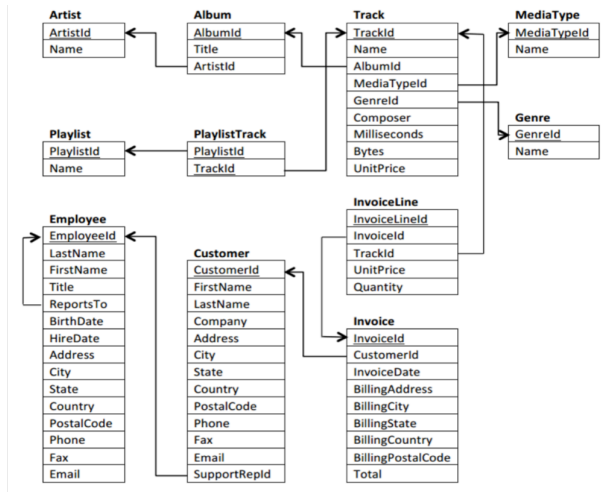 Artist
ArtistId
Name
Album
AlbumId
Title
ArtistId
Track
TrackId
Name
AlbumId
MediaTypeId
GenreId
Composer
Milliseconds
Bytes
UnitPrice
MediaType
MediaTypeId
Name
Genre
GenreId
Name
Playlist
PlaylistId
Name
PlaylistTrack
PlaylistId
TrackId
InvoiceLine
InvoiceLineId
InvoiceId
TrackId
UnitPrice
Quantity
Employee
EmployeeId
LastName
FirstName
Title
ReportsTo
BirthDate
HireDate
Address
City
State
Country
PostalCode
Phone
Fax
Email
Customer
CustomerId
FirstName
LastName
Company
Address
City
State
Country
PostalCode
Phone
Fax
Email
SupportRepId
Invoice
InvoiceId
CustomerId
InvoiceDate
BillingAddress
BillingCity
BillingState
BillingCountry
BillingPostalCode
Total